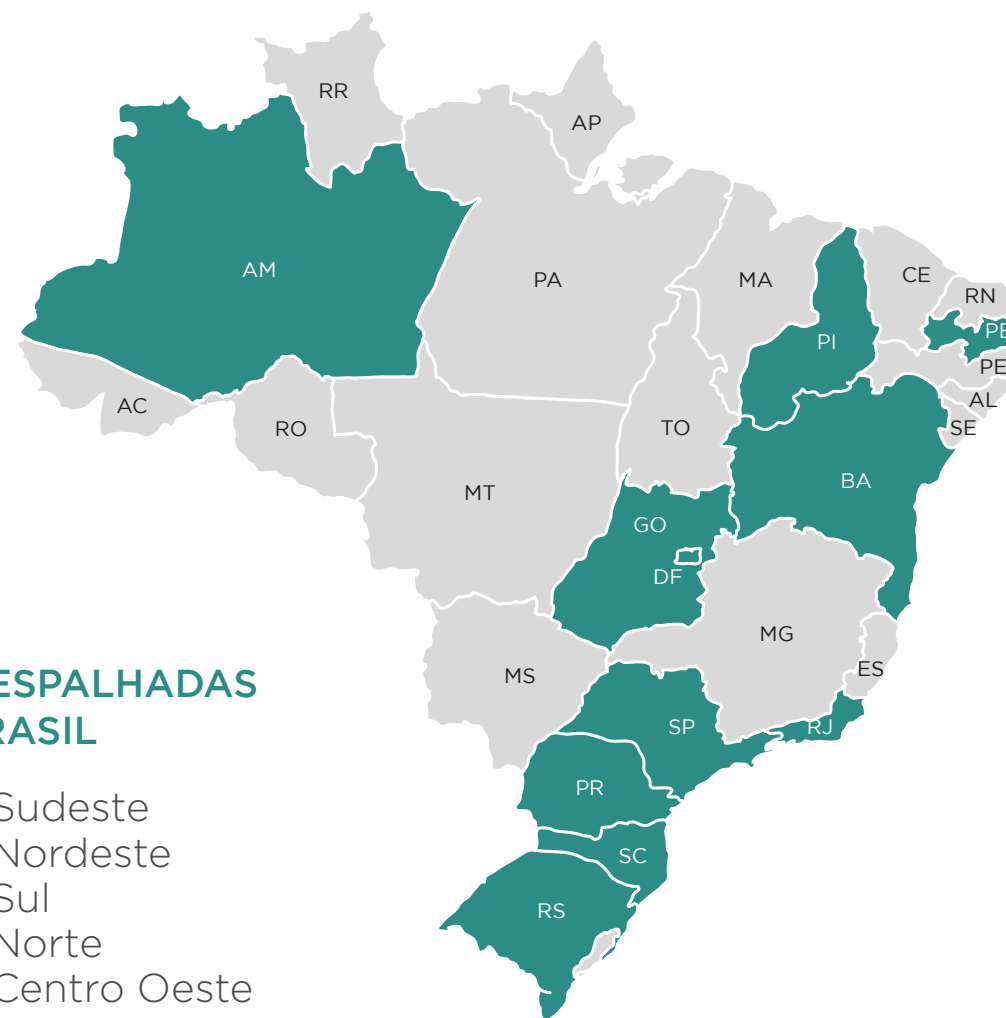 RR
AP
AM
PA
MA
CE
RN
PB
PI
PE
AL
AC
SE
RO
TO
BA
MT
GO
DF
MG
MS
ES
ESPALHADAS
RASIL
SP
RJ
PR
Sudeste
Nordeste
SC
Sul
RS
Norte
Centro Oeste